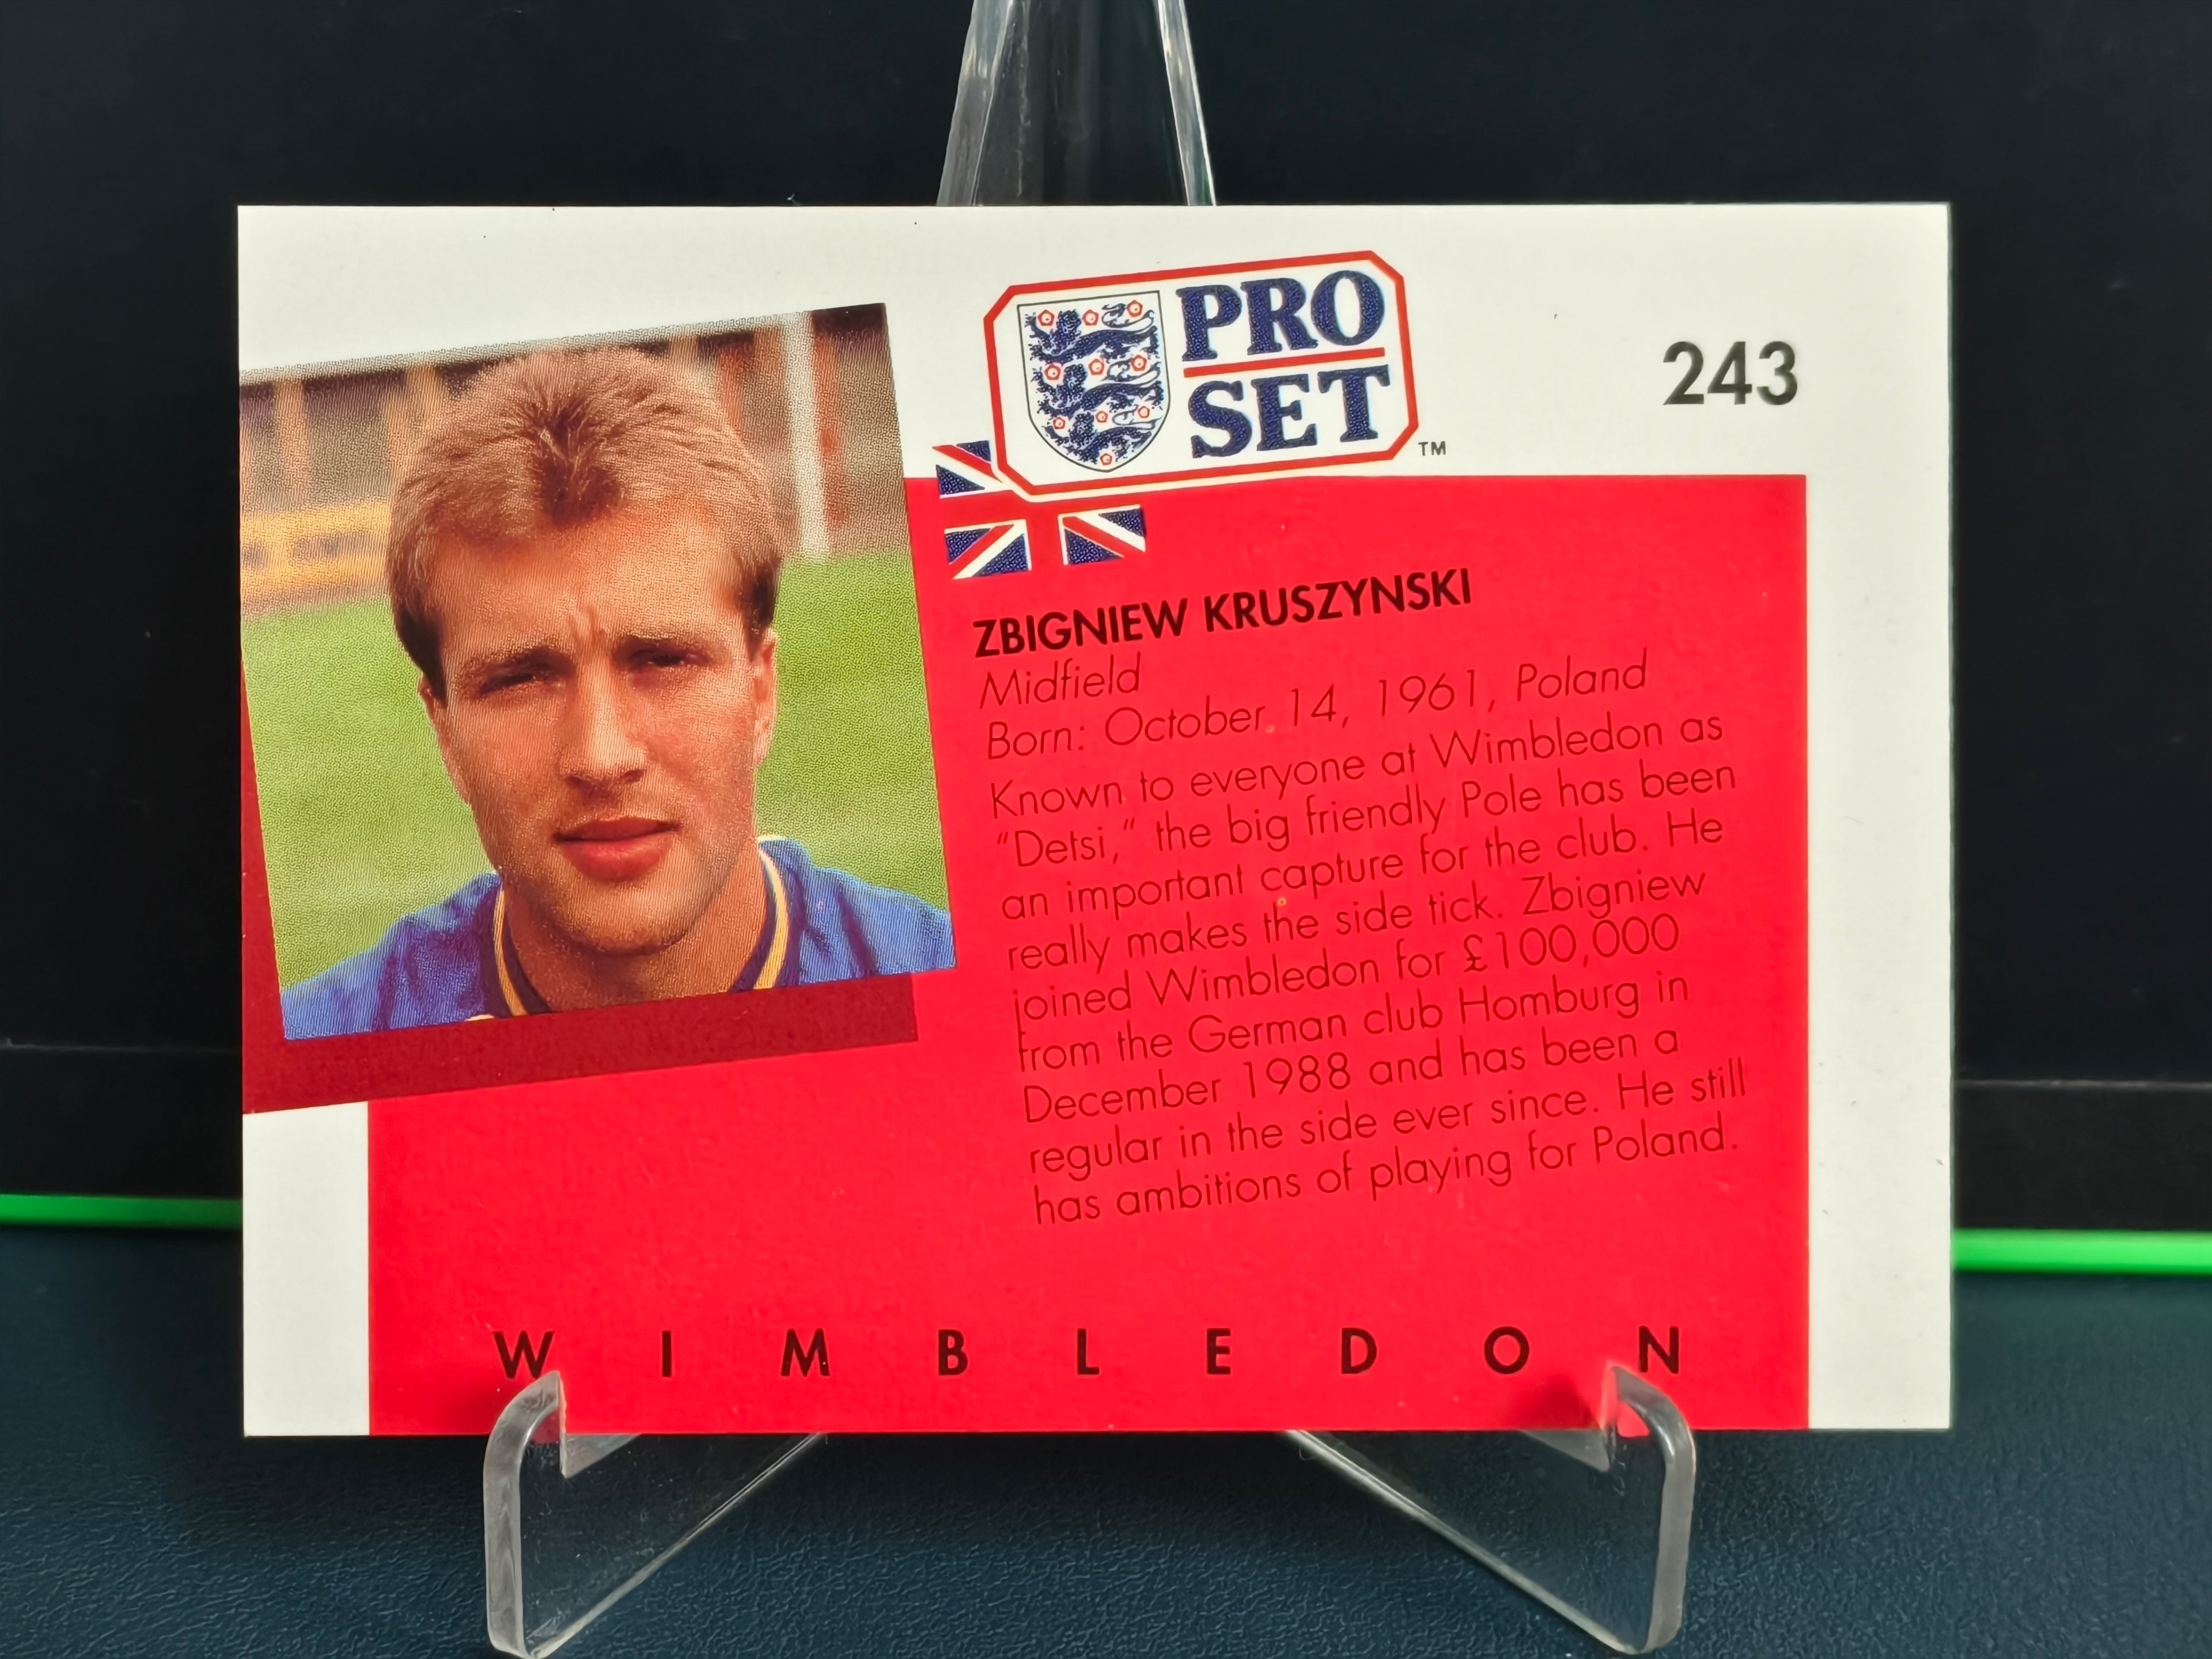 PRO
SET
TM
243
ZBIGNIEW KRUSZYNSKI
Midfield
Born: October 14, 1961, Poland
Known to everyone at Wimbledon as
"Detsi," the big friendly Pole has been
an important capture for the club. He
really makes the side tick. Zbigniew
joined Wimbledon for £100,000
from the German club Homburg in
December 1988 and has been a
regular in the side ever since. He still
has ambitions of playing for Poland.
WIMBLEDON